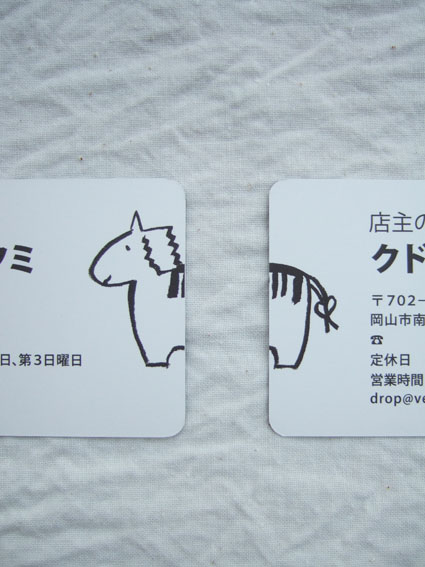 ツミ
日、第3日曜日
店主の
クド
〒702-
岡山市南
☎
定休日
営業時間
drop@ve